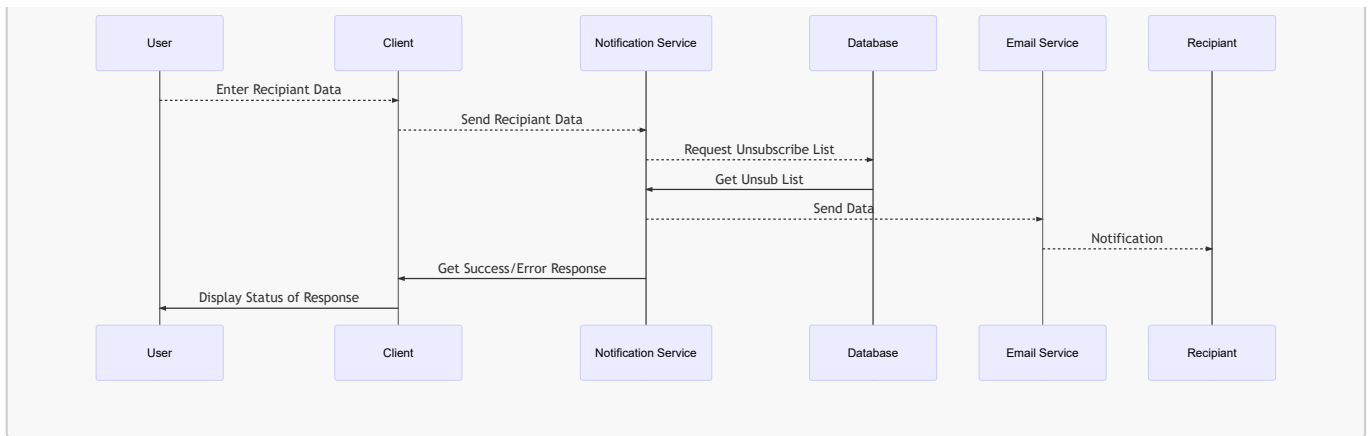 User
Client
Notification Service
Database
Email Service
Recipiant
Enter Recipiant Data
Send Recipiant Data
Request Unsubscribe List
Get Unsub List
Send Data
Notification
Get Success/Error Response
Display Status of Response
User
Client
Notification Service
Database
Email Service
Recipiant